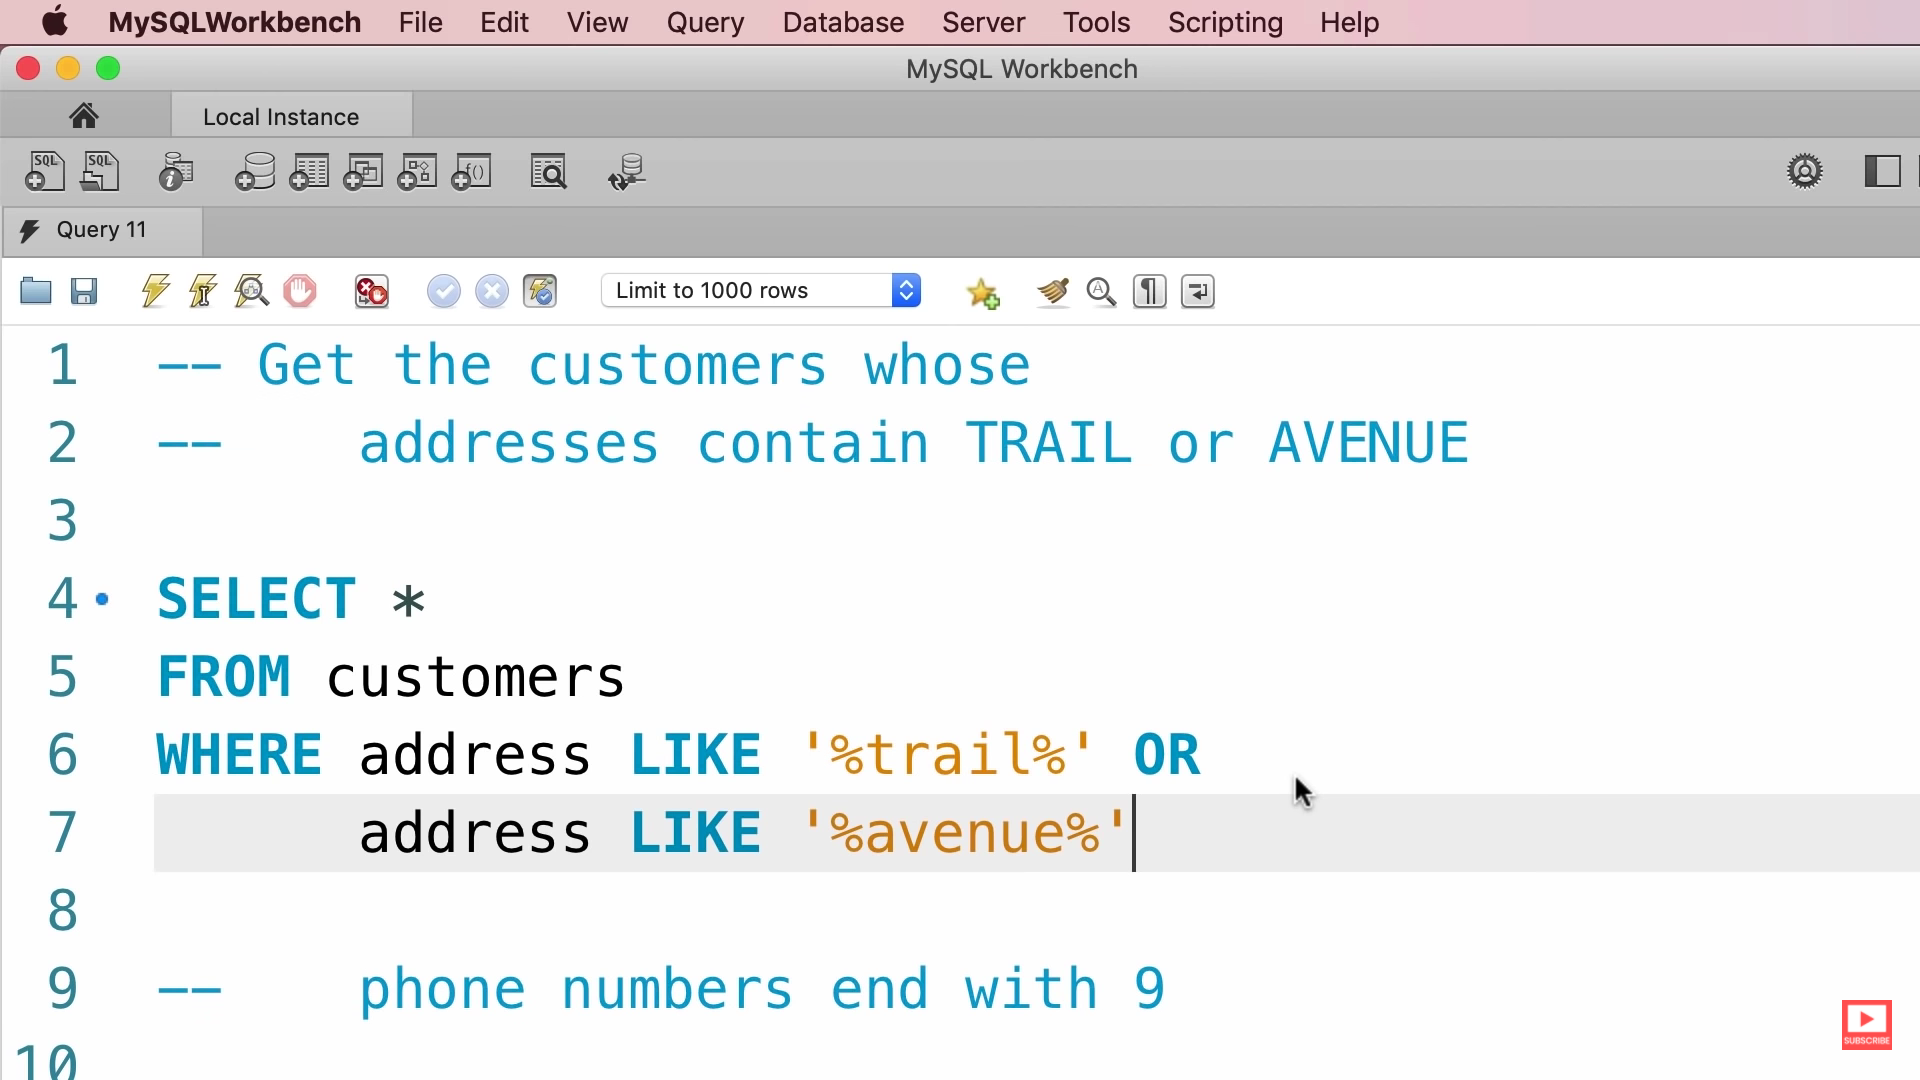 MySQLWorkbench File Edit View Query Database Server Tools Scripting Help
MySQL Workbench
Local Instance
SQL SQL
Query 11
Limit to 1000 rows
1 -- Get the customers whose
2 --    addresses contain TRAIL or AVENUE
3
4 SELECT *
5 FROM customers
6 WHERE address LIKE '%trail%' OR
7       address LIKE '%avenue%'
8
9 --    phone numbers end with 9
10
SUBSCRIBE